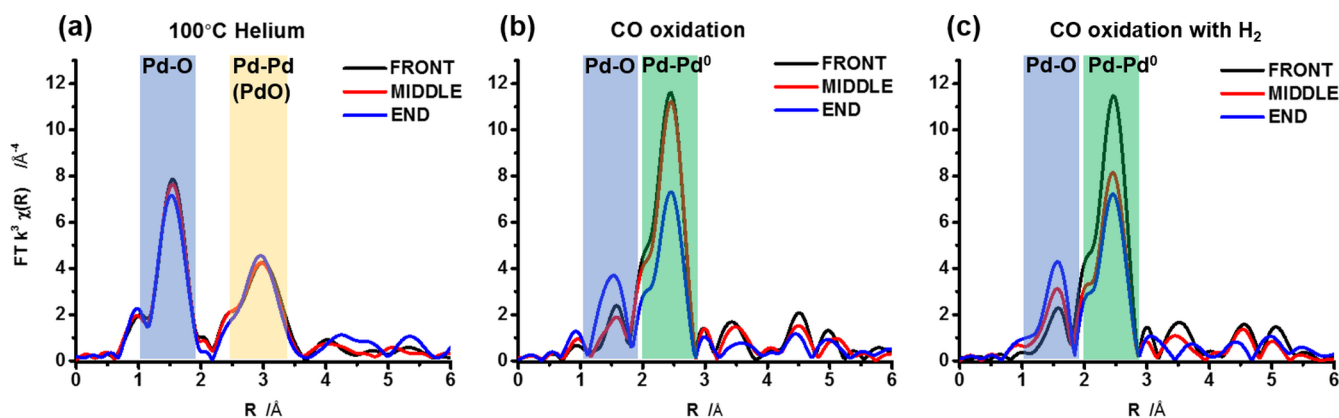 (a) 100°C Helium
Pd-O
Pd-Pd
(PdO)
FRONT
MIDDLE
END
FT k³ χ(R) /Å⁻⁴
12
10
8
6
4
2
0
0 1 2 3 4 5 6
R /Å
(b) CO oxidation
Pd-O Pd-Pd⁰
FRONT
MIDDLE
END
12
10
8
6
4
2
0
0 1 2 3 4 5 6
R /Å
(c) CO oxidation with H₂
Pd-O Pd-Pd⁰
FRONT
MIDDLE
END
12
10
8
6
4
2
0
0 1 2 3 4 5 6
R /Å